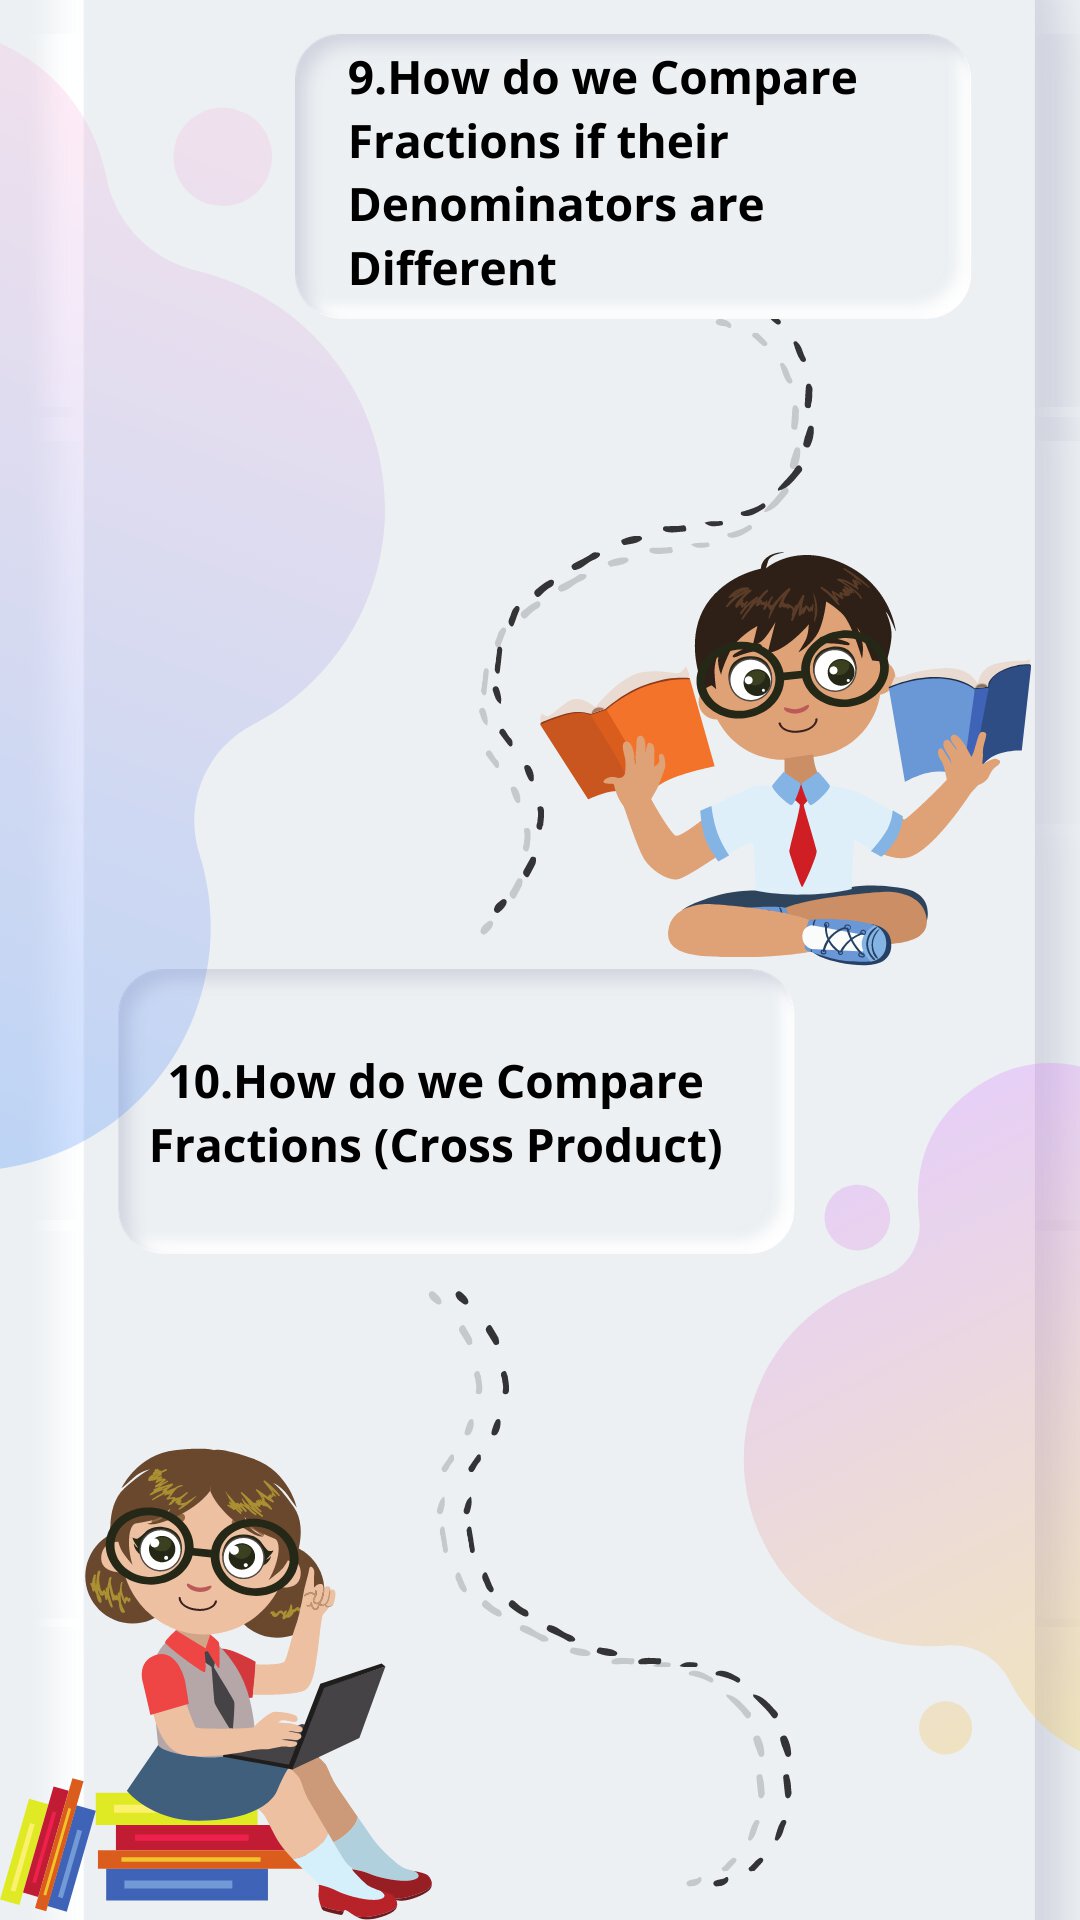 9.How do we Compare
Fractions if their
Denominators are
Different
10.How do we Compare
Fractions (Cross Product)